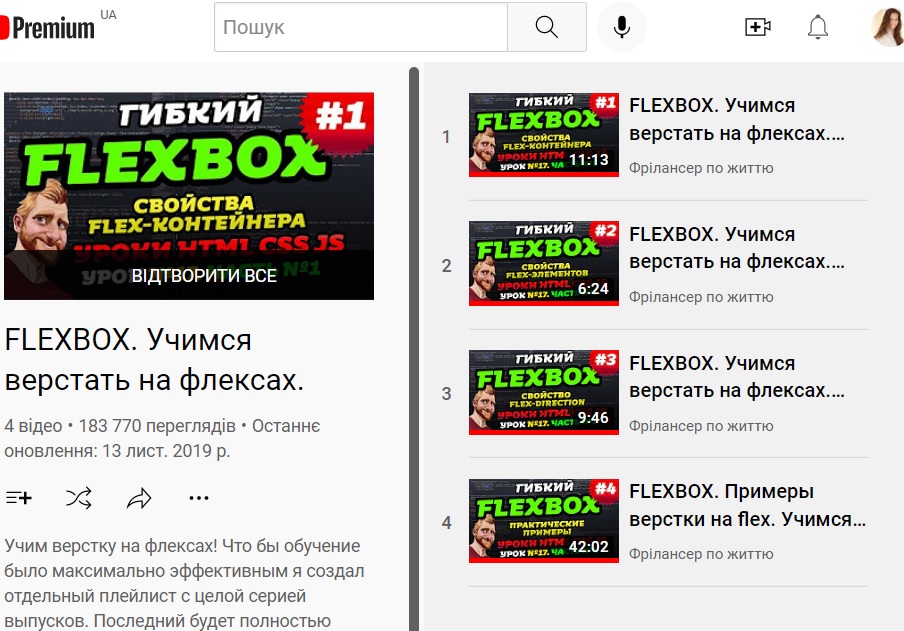 Premium UA
Пошук
ГИБКИЙ #1
FLEXBOX
СВОЙСТВА
FLEX-КОНТЕЙНЕРА
УРОКИ HTML CSS JS
ВІДТВОРИТИ ВСЕ
FLEXBOX. Учимся
верстать на флексах.
4 відео • 183 770 переглядів • Останнє
оновлення: 13 лист. 2019 р.
Учим верстку на флексах! Что бы обучение
было максимально эффективным я создал
отдельный плейлист с целой серией
выпусков. Последний будет полностью
1
ГИБКИЙ #1
FLEXBOX
СВОЙСТВА
FLEX-КОНТЕЙНЕРА
УРОКИ HTM
УРОК №17. ЧА
11:13
FLEXBOX. Учимся
верстать на флексах....
Фрілансер по життю
2
ГИБКИЙ #2
FLEXBOX
СВОЙСТВА
FLEX-ЭЛЕМЕНТОВ
УРОКИ HTML
УРОК №17. ЧАСТ
6:24
FLEXBOX. Учимся
верстать на флексах....
Фрілансер по життю
3
ГИБКИЙ #3
FLEXBOX
СВОЙСТВО
FLEX-DIRECTION
УРОКИ HTML
УРОК №17. ЧАСТ
9:46
FLEXBOX. Учимся
верстать на флексах....
Фрілансер по життю
4
ГИБКИЙ #4
FLEXBOX
ПРАКТИЧЕСКИЕ
ПРИМЕРЫ
УРОКИ HTM
УРОК №17. ЧА
42:02
FLEXBOX. Примеры
верстки на flex. Учимся...
Фрілансер по життю